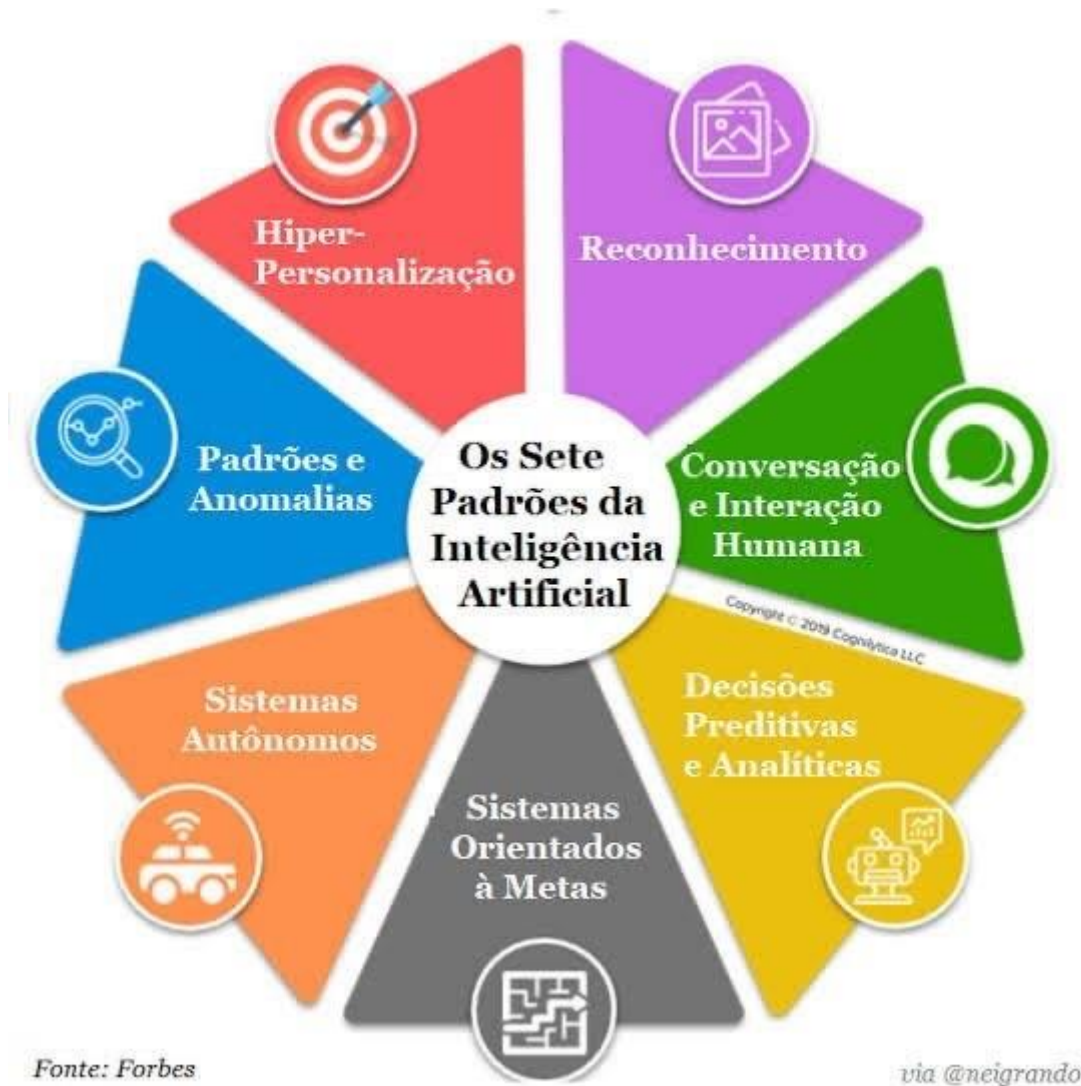 Os Sete
Padrões da
Inteligência
Artificial
Hiper-
Personalização
Reconhecimento
Conversação
e Interação
Humana
Copyright © 2019 Cognilytica LLC
Decisões
Preditivas
e Analíticas
Sistemas
Orientados
à Metas
Sistemas
Autônomos
Padrões e
Anomalias
Fonte: Forbes
via @neigrando